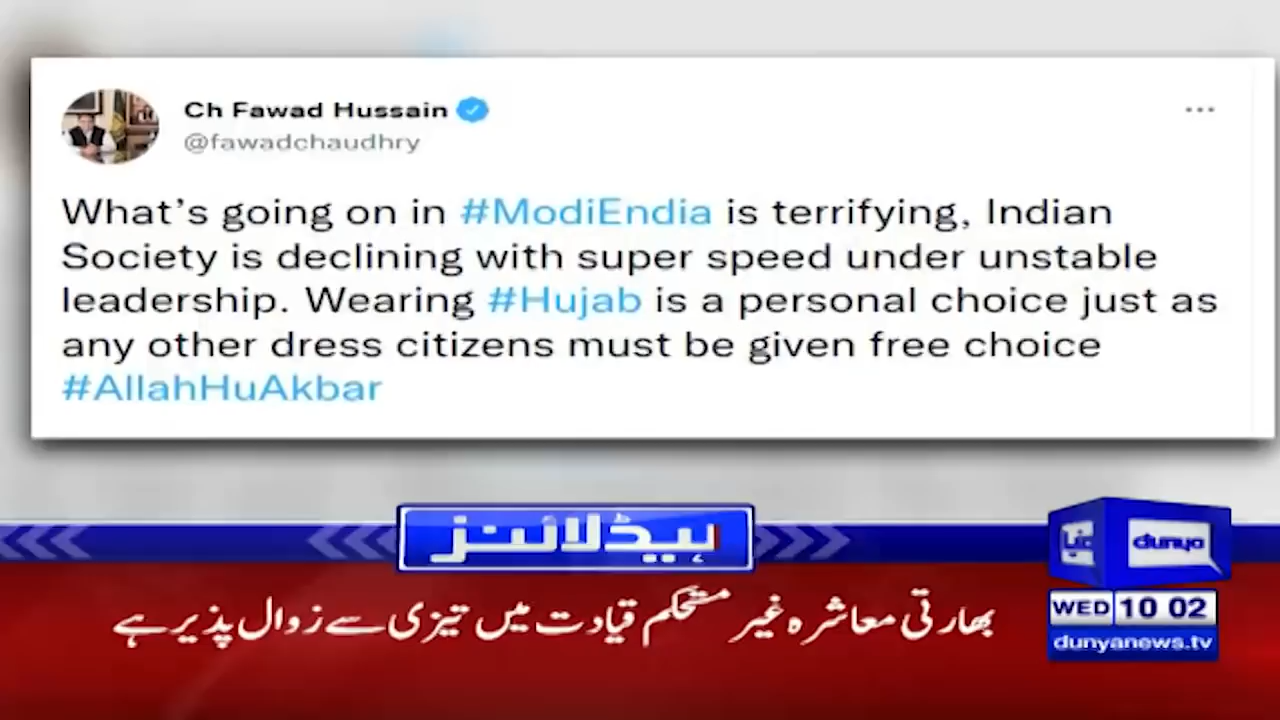 Ch Fawad Hussain
@fawadchaudhry
What's going on in #ModiEndia is terrifying, Indian
Society is declining with super speed under unstable
leadership. Wearing #Hujab is a personal choice just as
any other dress citizens must be given free choice
#AllahHuAkbar
ہیڈلائنز
دنیا dunya
WED 10 02
dunyanews.tv
بھارتی معاشرہ غیر مستحکم قیادت میں تیزی سے زوال پذیر ہے